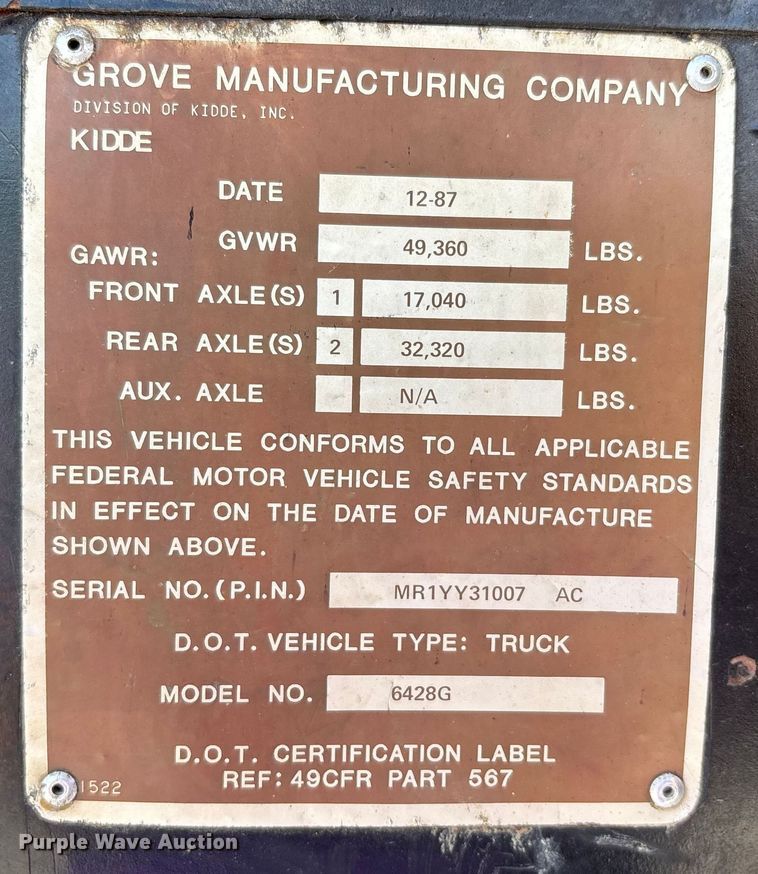 GROVE MANUFACTURING COMPANY
DIVISION OF KIDDE, INC.
KIDDE
DATE 12-87
GVWR 49,360 LBS.
GAWR:
FRONT AXLE(S) 1 17,040 LBS.
REAR AXLE(S) 2 32,320 LBS.
AUX. AXLE N/A LBS.
THIS VEHICLE CONFORMS TO ALL APPLICABLE
FEDERAL MOTOR VEHICLE SAFETY STANDARDS
IN EFFECT ON THE DATE OF MANUFACTURE
SHOWN ABOVE.
SERIAL NO.(P.I.N.) MR1YY31007 AC
D.O.T. VEHICLE TYPE: TRUCK
MODEL NO. 6428G
D.O.T. CERTIFICATION LABEL
REF: 49CFR PART 567
1522
Purple Wave Auction